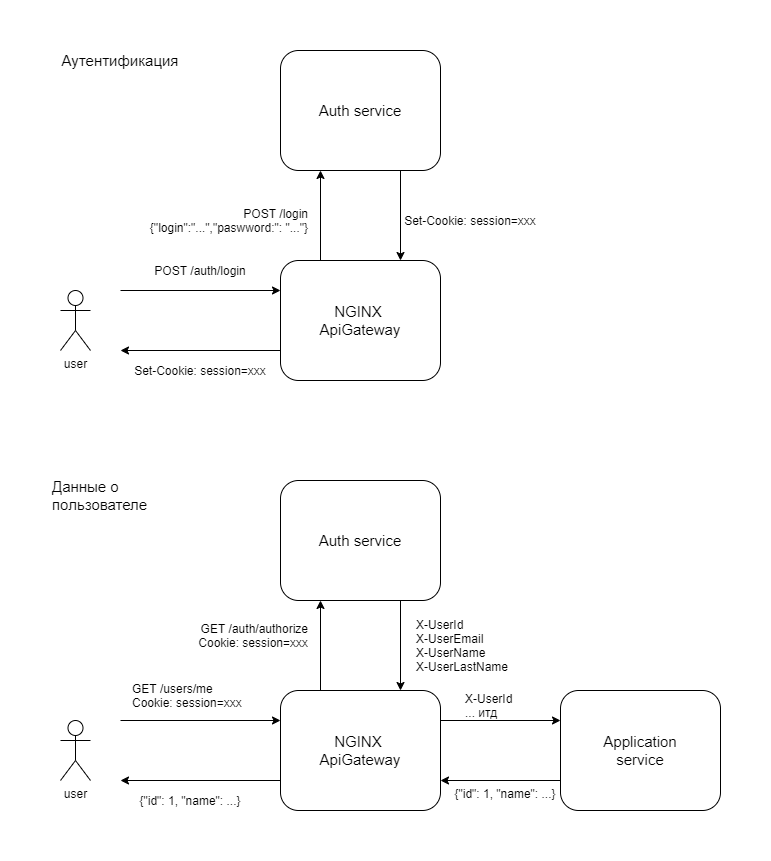 Аутентификация
Auth service
POST /login
{"login":"...","paswword:": "..."}
Set-Cookie: session=xxx
POST /auth/login
NGINX
ApiGateway
user
Set-Cookie: session=xxx
Данные о
пользователе
Auth service
GET /auth/authorize
Cookie: session=xxx
X-UserId
X-UserEmail
X-UserName
X-UserLastName
GET /users/me
Cookie: session=xxx
X-UserId
... итд
NGINX
ApiGateway
Application
service
user
{"id": 1, "name": ...}
{"id": 1, "name": ...}